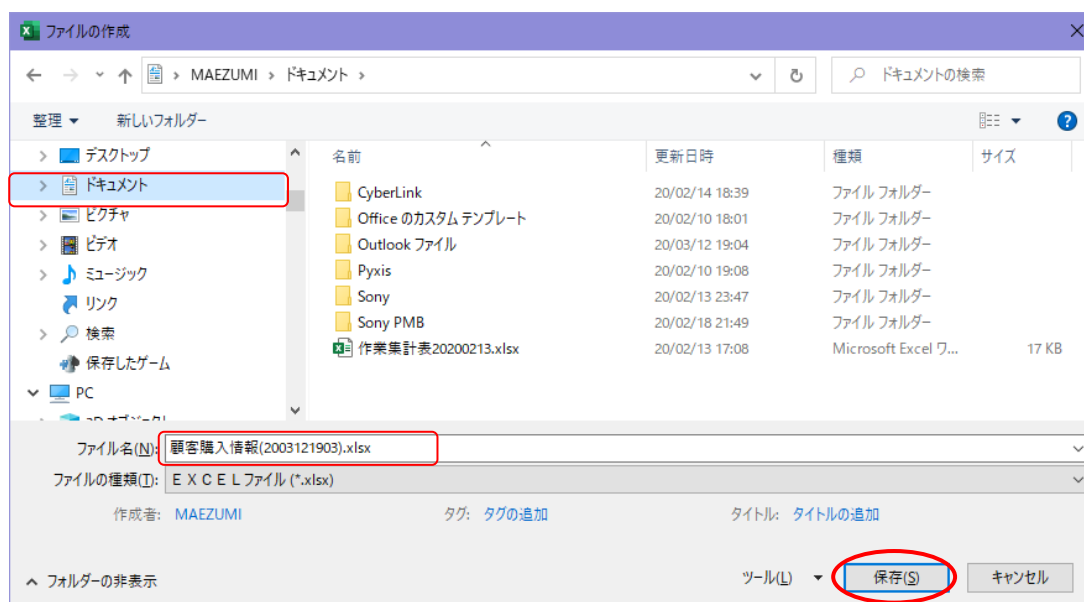 ファイルの作成
MAEZUMI > ドキュメント >
ドキュメントの検索
整理 新しいフォルダー
デスクトップ
ドキュメント
ピクチャ
ビデオ
ミュージック
リンク
検索
保存したゲーム
PC
3D オブジェクト
名前 更新日時 種類 サイズ
CyberLink 20/02/14 18:39 ファイル フォルダー
Office のカスタム テンプレート 20/02/10 18:01 ファイル フォルダー
Outlook ファイル 20/03/12 19:04 ファイル フォルダー
Pyxis 20/02/10 19:08 ファイル フォルダー
Sony 20/02/13 23:47 ファイル フォルダー
Sony PMB 20/02/18 21:49 ファイル フォルダー
作業集計表20200213.xlsx 20/02/13 17:08 Microsoft Excel ワ... 17 KB
ファイル名(N): 顧客購入情報(2003121903).xlsx
ファイルの種類(T): ＥＸＣＥＬファイル (*.xlsx)
作成者: MAEZUMI タグ: タグの追加 タイトル: タイトルの追加
フォルダーの非表示 ツール(L) 保存(S) キャンセル